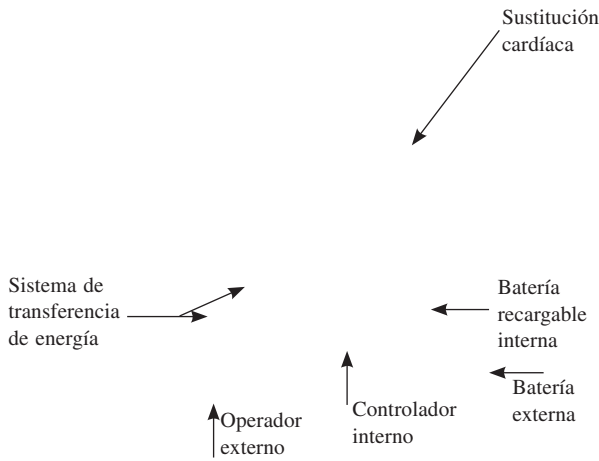 Sustitución
cardíaca
Sistema de
transferencia
de energía
Batería
recargable
interna
Batería
externa
Controlador
interno
Operador
externo